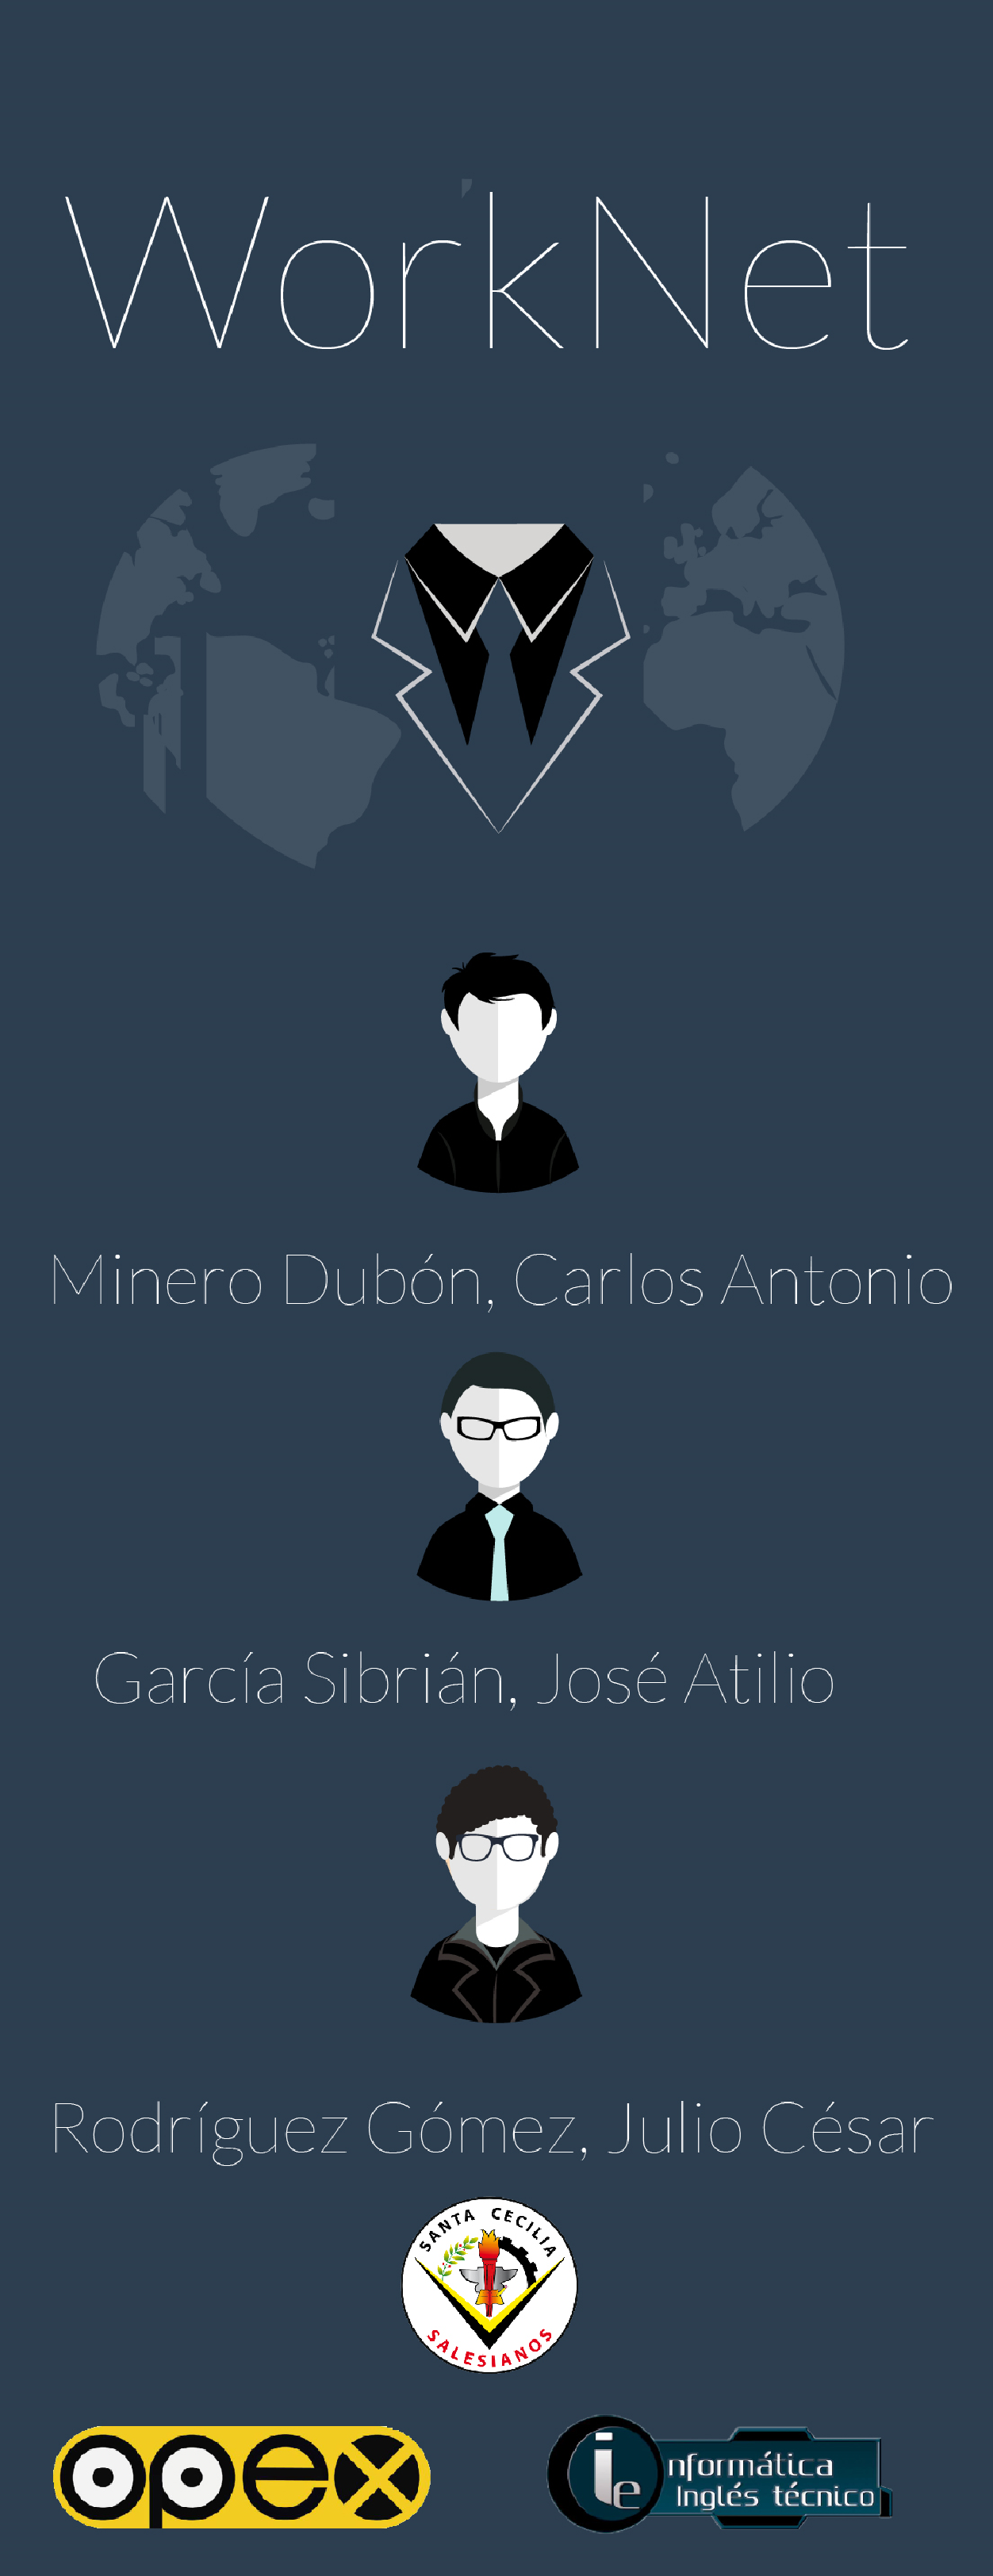 WorkNet
Minero Dubón, Carlos Antonio
García Sibrián, José Atilio
Rodríguez Gómez, Julio César
SANTA CECILIA
SALESIANOS
opex
ie nformática
Inglés técnico